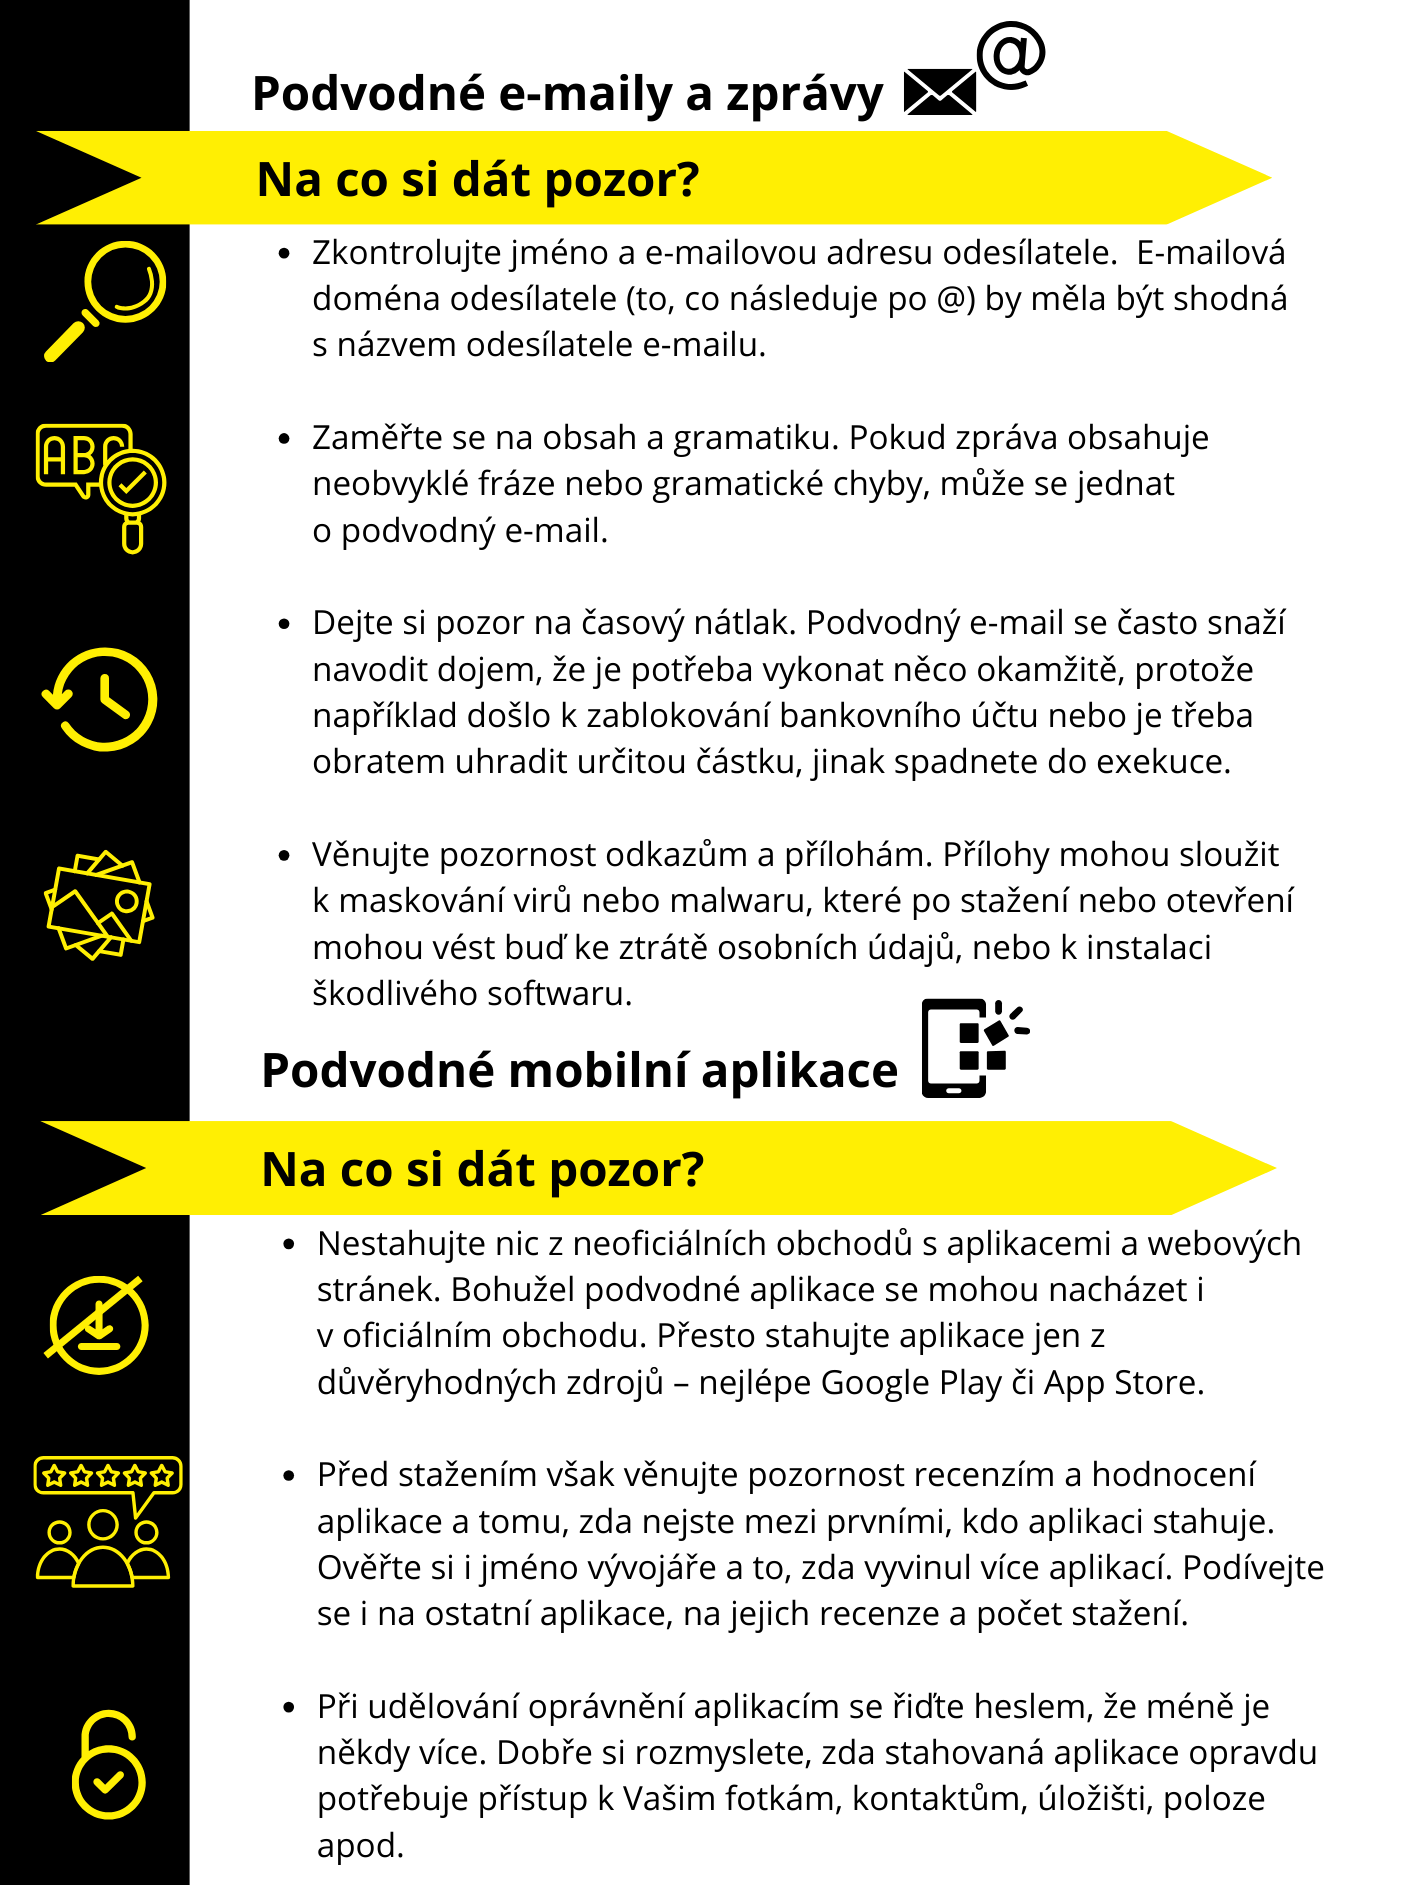 Podvodné e-maily a zprávy
@
Na co si dát pozor?
• Zkontrolujte jméno a e-mailovou adresu odesílatele.  E-mailová
doména odesílatele (to, co následuje po @) by měla být shodná
s názvem odesílatele e-mailu.
ABC
• Zaměřte se na obsah a gramatiku. Pokud zpráva obsahuje
neobvyklé fráze nebo gramatické chyby, může se jednat
o podvodný e-mail.
• Dejte si pozor na časový nátlak. Podvodný e-mail se často snaží
navodit dojem, že je potřeba vykonat něco okamžitě, protože
například došlo k zablokování bankovního účtu nebo je třeba
obratem uhradit určitou částku, jinak spadnete do exekuce.
• Věnujte pozornost odkazům a přílohám. Přílohy mohou sloužit
k maskování virů nebo malwaru, které po stažení nebo otevření
mohou vést buď ke ztrátě osobních údajů, nebo k instalaci
škodlivého softwaru.
Podvodné mobilní aplikace
Na co si dát pozor?
• Nestahujte nic z neoficiálních obchodů s aplikacemi a webových
stránek. Bohužel podvodné aplikace se mohou nacházet i
v oficiálním obchodu. Přesto stahujte aplikace jen z
důvěryhodných zdrojů – nejlépe Google Play či App Store.
• Před stažením však věnujte pozornost recenzím a hodnocení
aplikace a tomu, zda nejste mezi prvními, kdo aplikaci stahuje.
Ověřte si i jméno vývojáře a to, zda vyvinul více aplikací. Podívejte
se i na ostatní aplikace, na jejich recenze a počet stažení.
• Při udělování oprávnění aplikacím se řiďte heslem, že méně je
někdy více. Dobře si rozmyslete, zda stahovaná aplikace opravdu
potřebuje přístup k Vašim fotkám, kontaktům, úložišti, poloze
apod.